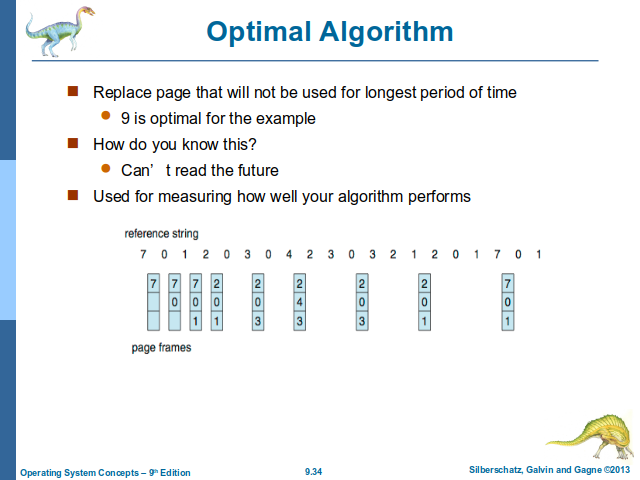 Optimal Algorithm
Replace page that will not be used for longest period of time
9 is optimal for the example
How do you know this?
Can’ t read the future
Used for measuring how well your algorithm performs
reference string
7 0 1 2 0 3 0 4 2 3 0 3 2 1 2 0 1 7 0 1
7 7 7 2 2 2 2 2 7
0 0 0 0 4 0 0 0
1 1 3 3 3 1 1
page frames
Operating System Concepts – 9th Edition
9.34
Silberschatz, Galvin and Gagne ©2013